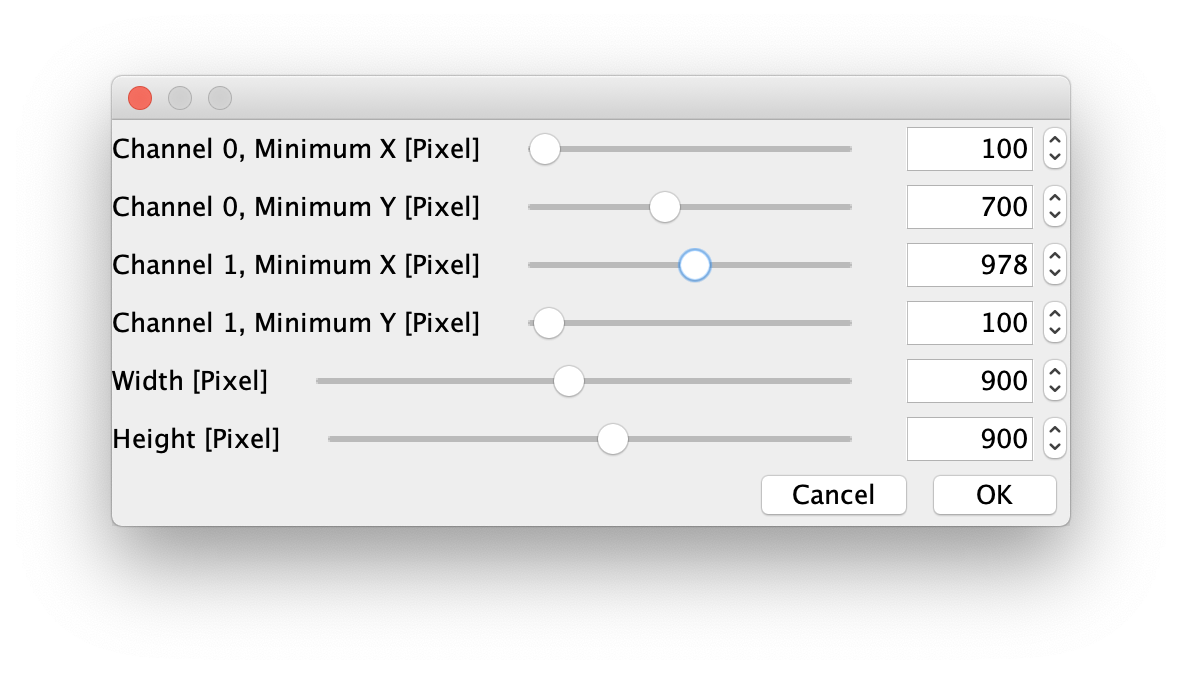 Channel 0, Minimum X [Pixel] 100
Channel 0, Minimum Y [Pixel] 700
Channel 1, Minimum X [Pixel] 978
Channel 1, Minimum Y [Pixel] 100
Width [Pixel] 900
Height [Pixel] 900
Cancel OK